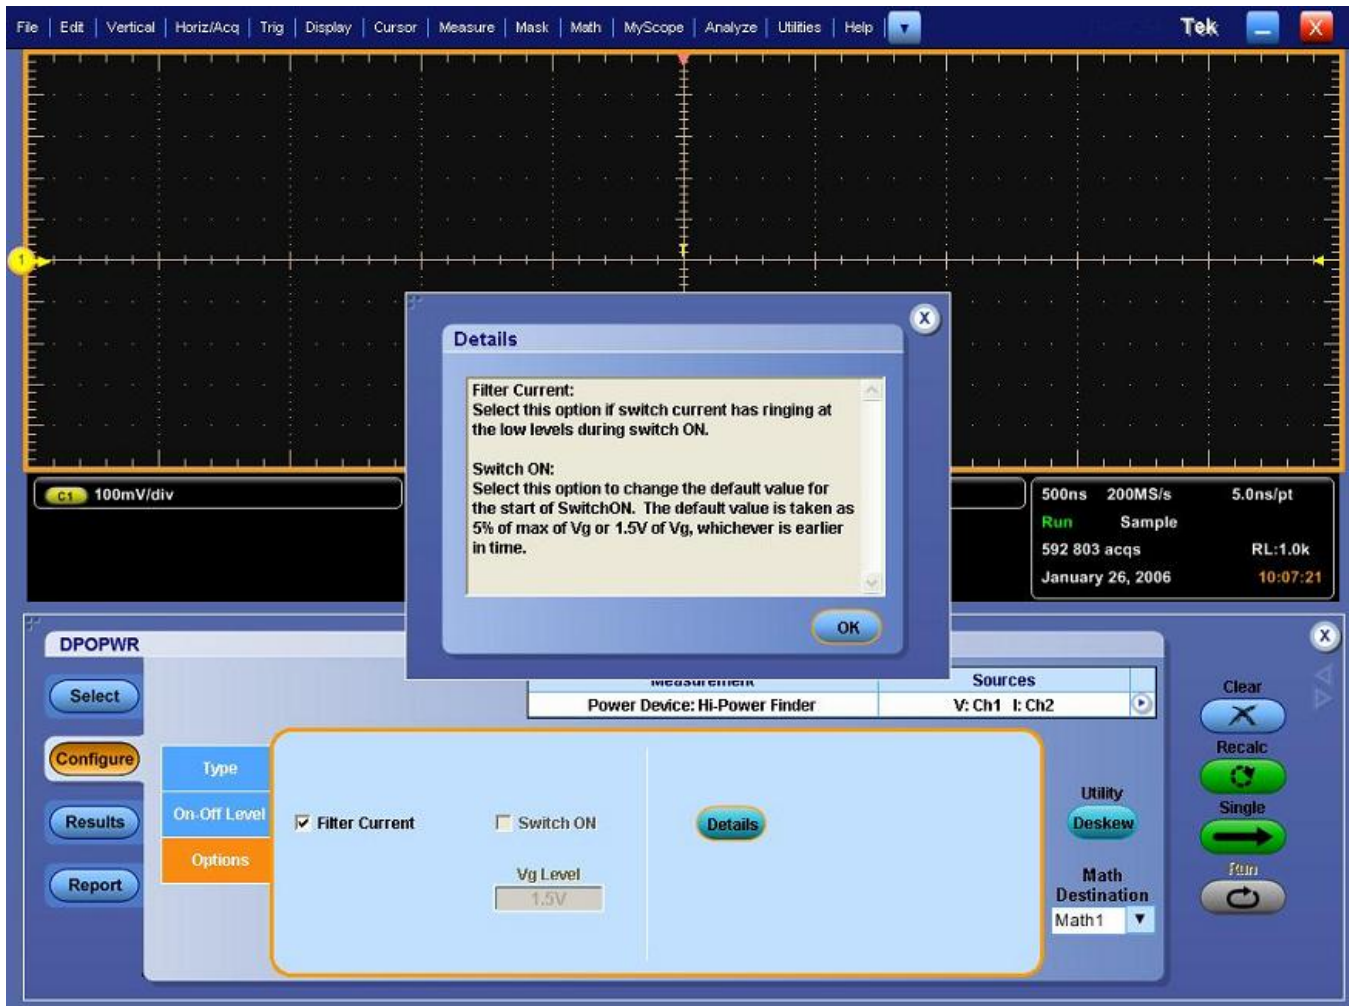 File | Edit | Vertical | Horiz/Acq | Trig | Display | Cursor | Measure | Mask | Math | MyScope | Analyze | Utilities | Help | Tek X
1
T
X
Details
Filter Current:
Select this option if switch current has ringing at
the low levels during switch ON.
Switch ON:
Select this option to change the default value for
the start of SwitchON. The default value is taken as
5% of max of Vg or 1.5V of Vg, whichever is earlier
in time.
OK
C1 100mV/div
500ns 200MS/s 5.0ns/pt
Run Sample
592 803 acqs RL:1.0k
January 26, 2006 10:07:21
DPOPWR
X
Select
Configure
Results
Report
Measurement Sources
Power Device: Hi-Power Finder V: Ch1 I: Ch2
Type
On-Off Level
Options
Filter Current
Switch ON
Vg Level
1.5V
Details
Utility
Deskew
Math
Destination
Math1
Clear
Recalc
Single
Run